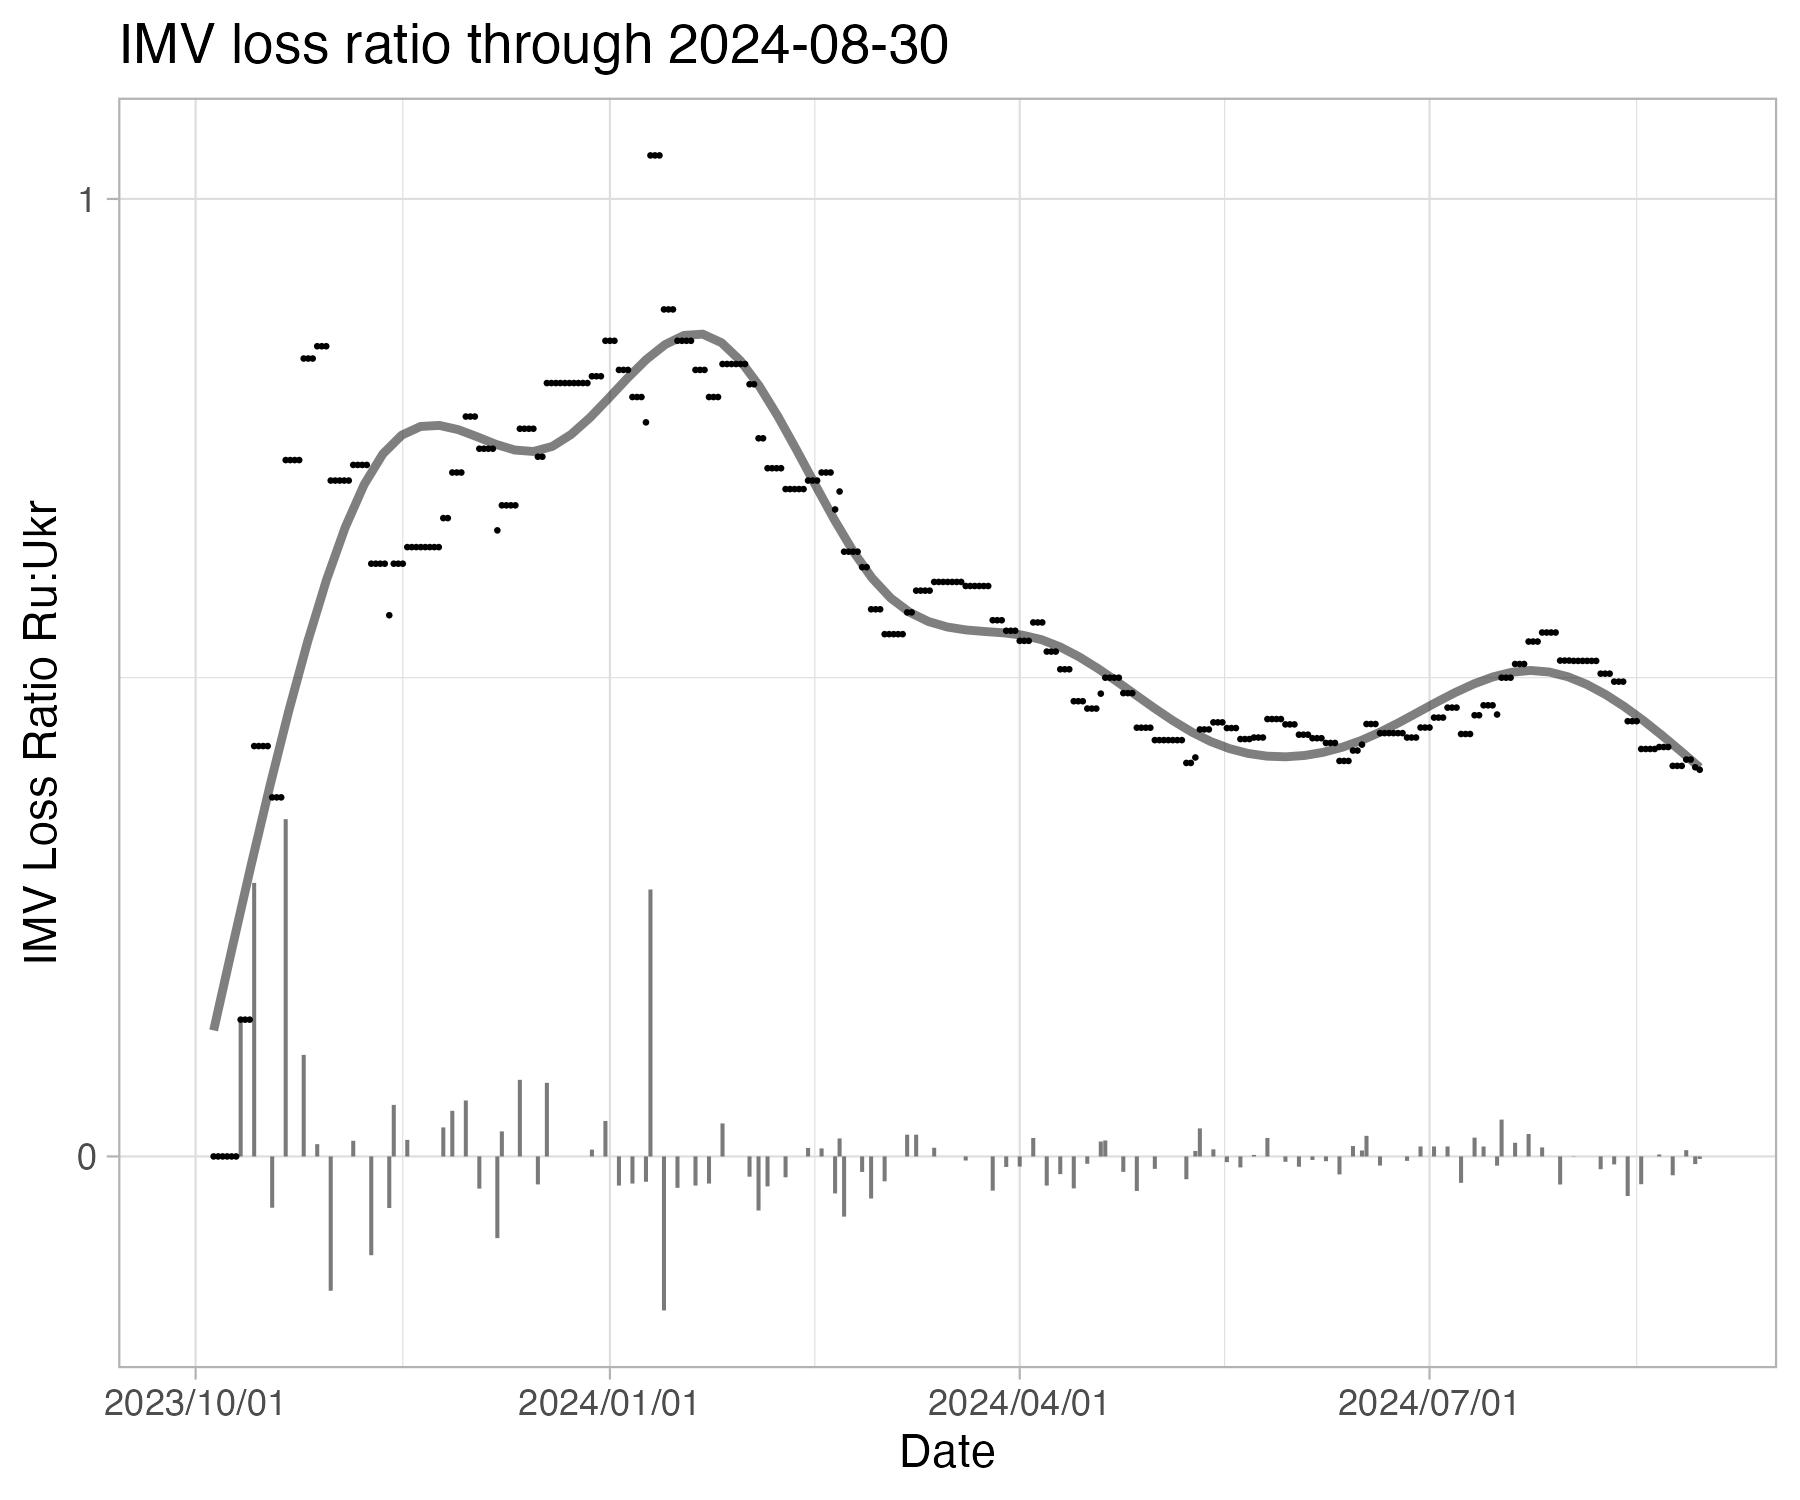 IMV loss ratio through 2024-08-30
IMV Loss Ratio Ru:Ukr
1
0
2023/10/01
2024/01/01
2024/04/01
2024/07/01
Date